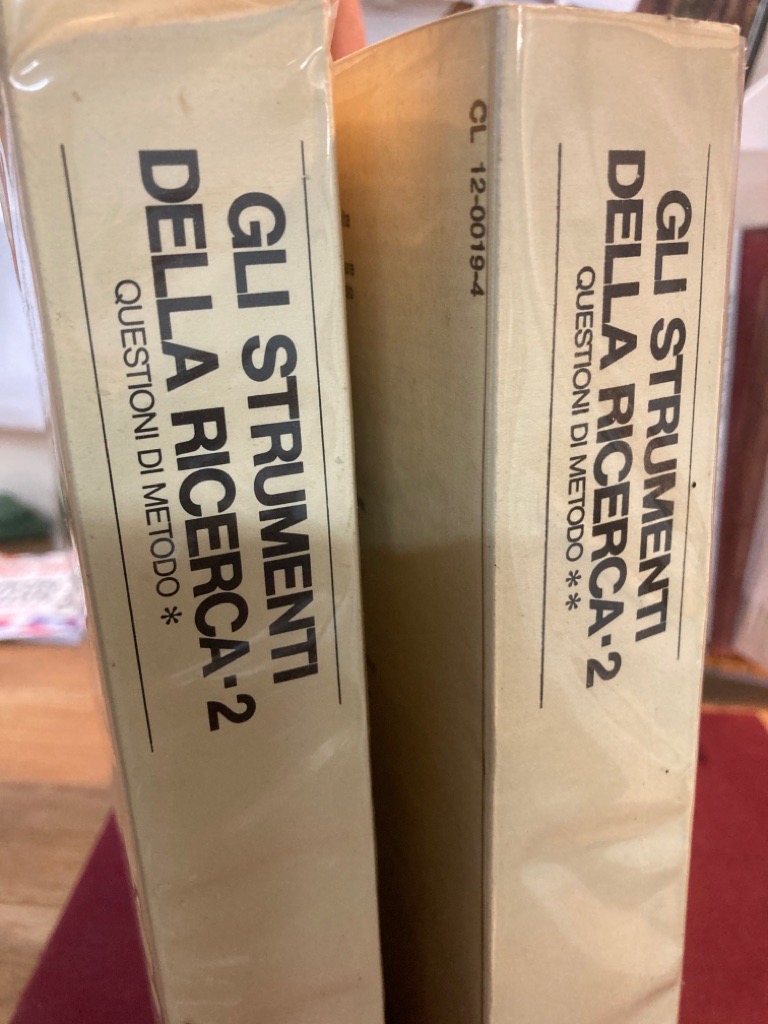 GLI STRUMENTI
DELLA RICERCA-2
QUESTIONI DI METODO *
CL 12-0019-4
GLI STRUMENTI
DELLA RICERCA-2
QUESTIONI DI METODO **